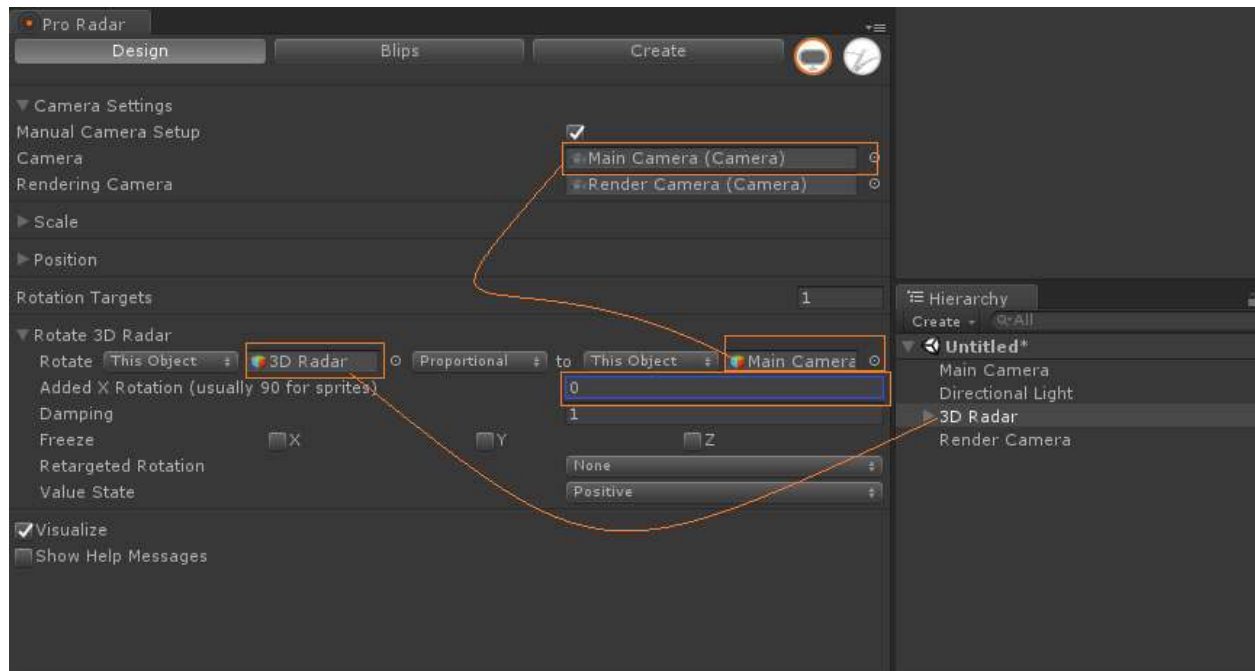 Pro Radar
Design Blips Create
Camera Settings
Manual Camera Setup
Camera Main Camera (Camera)
Rendering Camera Render Camera (Camera)
Scale
Position
Rotation Targets 1
Rotate 3D Radar
Rotate This Object 3D Radar Proportional to This Object Main Camera
Added X Rotation (usually 90 for sprites) 0
Damping 1
Freeze X Y Z
Retargeted Rotation None
Value State Positive
Visualize
Show Help Messages
Hierarchy
Create All
Untitled*
Main Camera
Directional Light
3D Radar
Render Camera